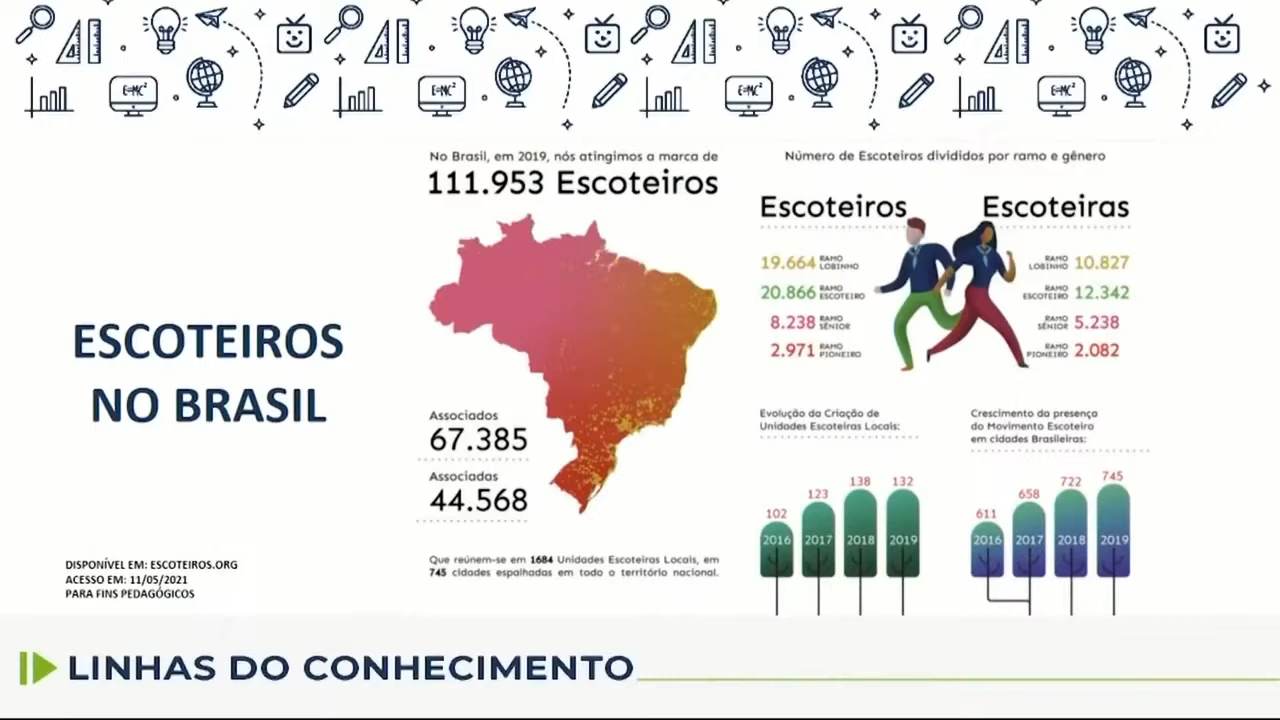 E=MC²
E=MC²
E=MC²
E=MC²
No Brasil, em 2019, nós atingimos a marca de
111.953 Escoteiros
Número de Escoteiros divididos por ramo e gênero
Escoteiros
Escoteiras
19.664 RAMO LOBINHO
20.866 RAMO ESCOTEIRO
8.238 RAMO SÊNIOR
2.971 RAMO PIONEIRO
RAMO LOBINHO 10.827
RAMO ESCOTEIRO 12.342
RAMO SÊNIOR 5.238
RAMO PIONEIRO 2.082
ESCOTEIROS
NO BRASIL
Associados
67.385
Associadas
44.568
Que reúnem-se em 1684 Unidades Escoteiras Locais, em
745 cidades espalhadas em todo o território nacional.
Evolução da Criação de
Unidades Escoteiras Locais:
102 123 138 132
2016 2017 2018 2019
Crescimento da presença
do Movimento Escoteiro
em cidades Brasileiras:
611 658 722 745
2016 2017 2018 2019
DISPONÍVEL EM: ESCOTEIROS.ORG
ACESSO EM: 11/05/2021
PARA FINS PEDAGÓGICOS
LINHAS DO CONHECIMENTO